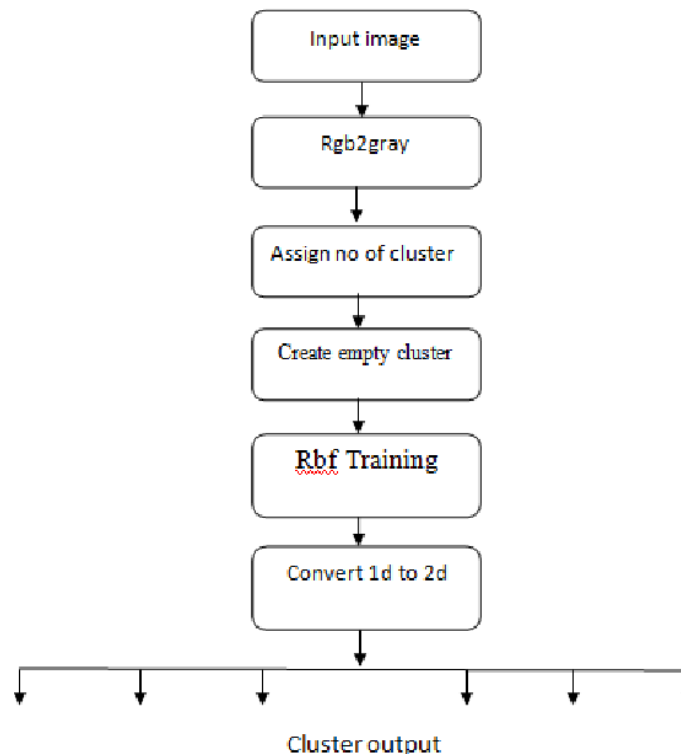 Input image
Rgb2gray
Assign no of cluster
Create empty cluster
Rbf Training
Convert 1d to 2d
Cluster output